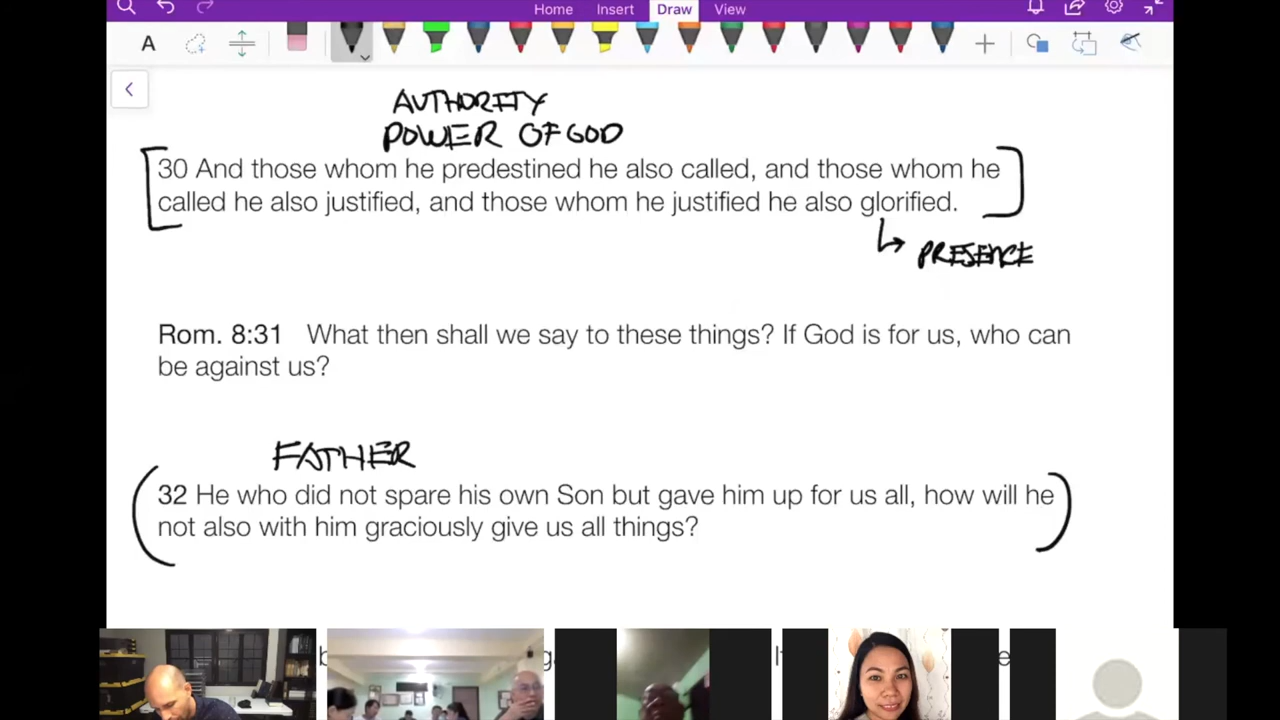 Home Insert Draw View
A
AUTHORITY
POWER OF GOD
30 And those whom he predestined he also called, and those whom he
called he also justified, and those whom he justified he also glorified.
PRESENCE
Rom. 8:31 What then shall we say to these things? If God is for us, who can
be against us?
FATHER
32 He who did not spare his own Son but gave him up for us all, how will he
not also with him graciously give us all things?